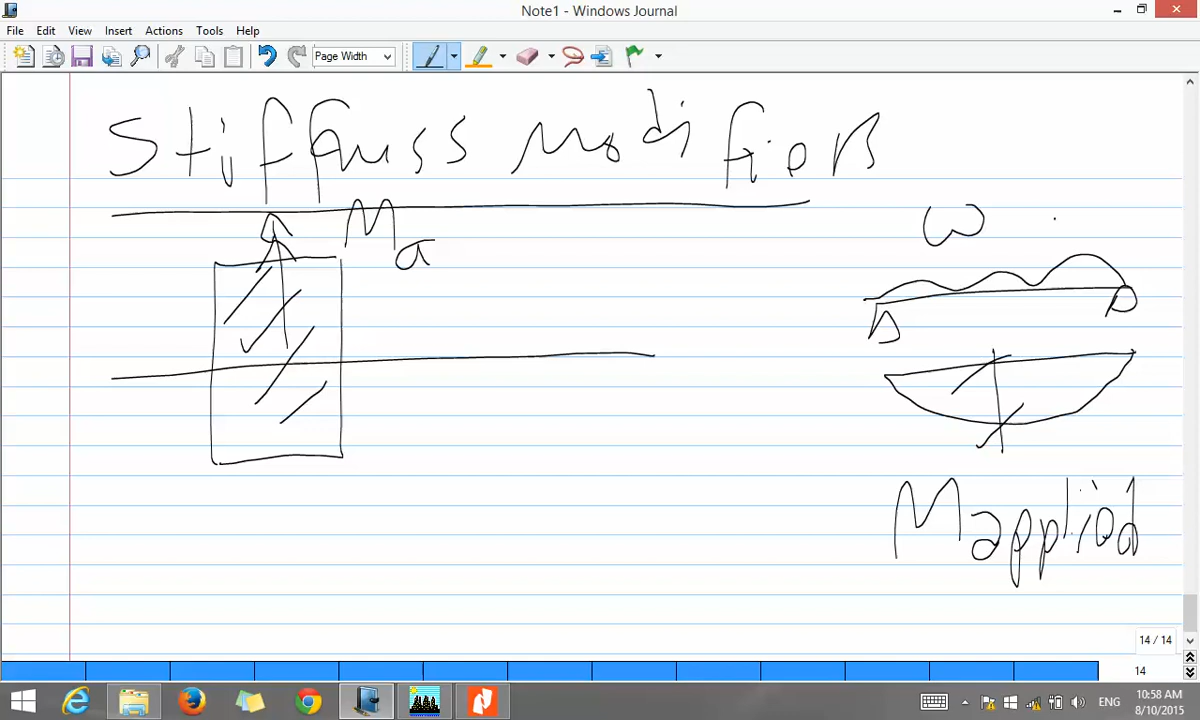 Note1 - Windows Journal
File Edit View Insert Actions Tools Help
Page Width
Stiffness Modifiers
Ma
ω
Mapplied
14 / 14
14
ENG
10:58 AM
8/10/2015